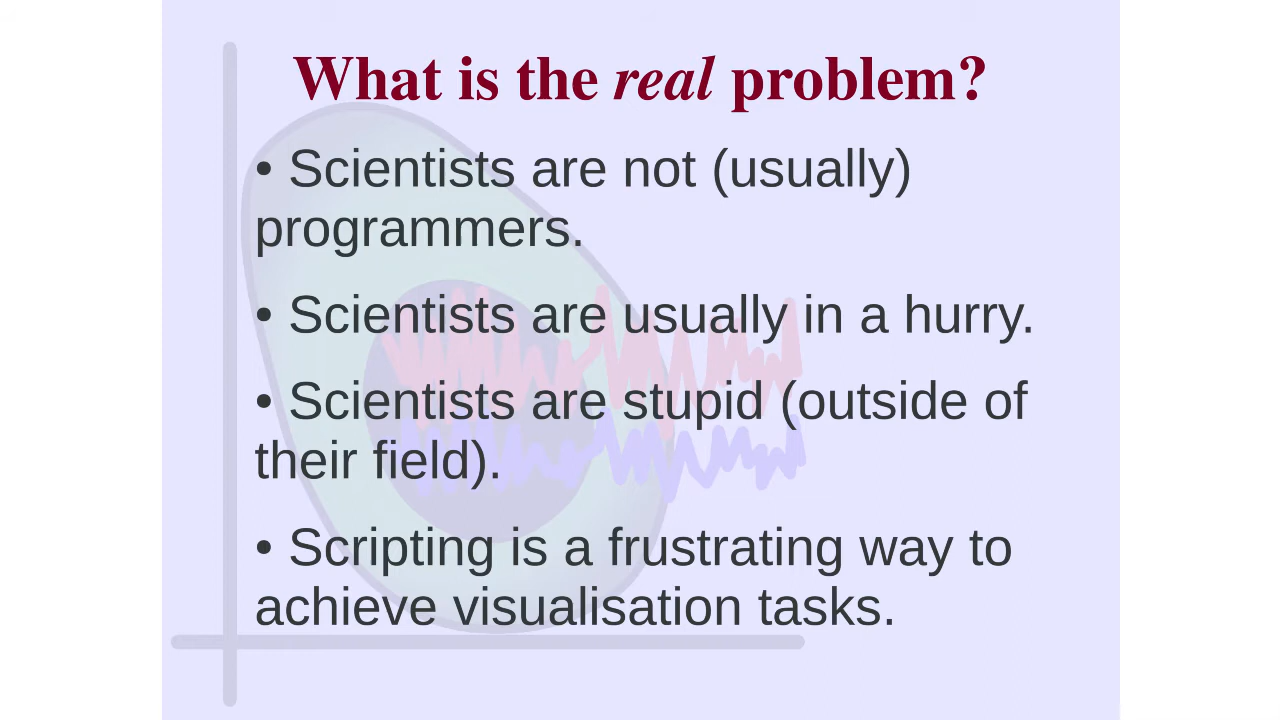 What is the real problem?
• Scientists are not (usually)
programmers.
• Scientists are usually in a hurry.
• Scientists are stupid (outside of
their field).
• Scripting is a frustrating way to
achieve visualisation tasks.